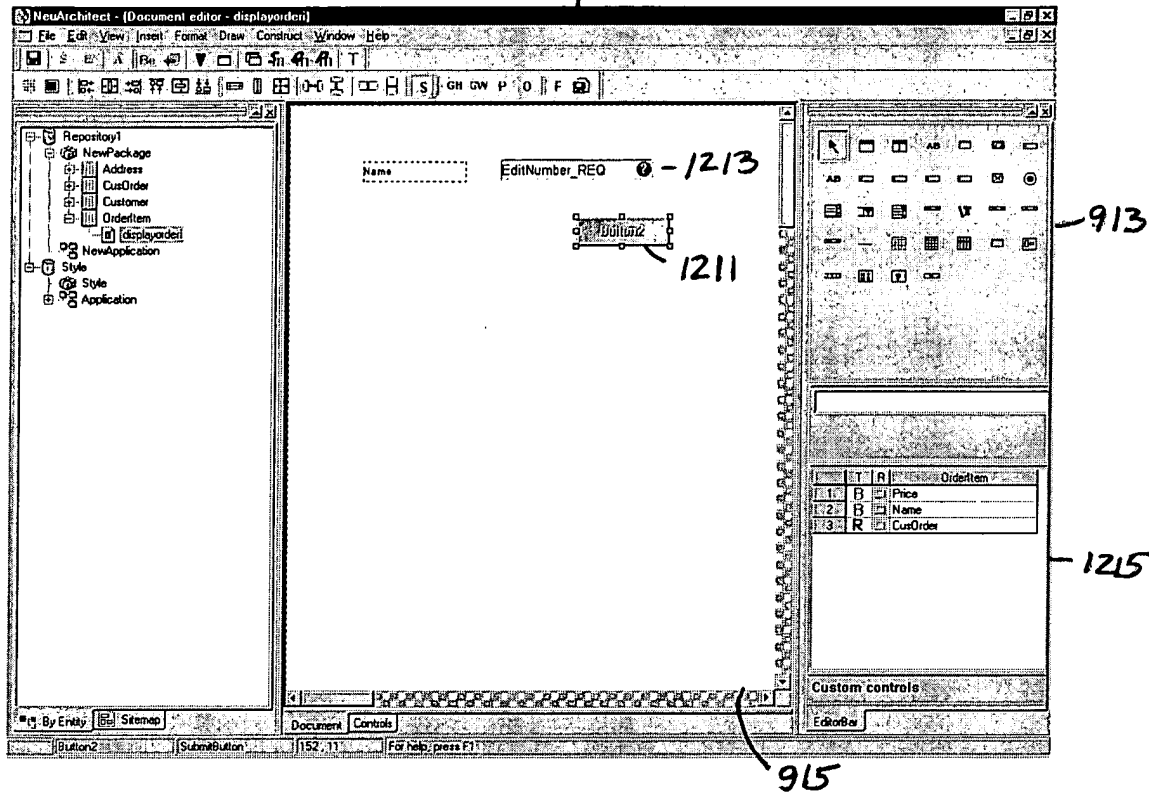 NeuArchitect - [Document editor - displayorderi]
File Edit View Insert Format Draw Construct Window Help
S GH GW P O F
Repository1
NewPackage
Address
CusOrder
Customer
OrderItem
displayorderi
NewApplication
Style
Style
Application
By Entity Sitemap
Name
EditNumber_REQ
1213
Button2
1211
Document Controls
913
T R OrderItem
1 B Price
2 B Name
3 R CusOrder
1215
Custom controls
EditorBar
Button2 SubmitButton 152, 11 For help, press F1
915